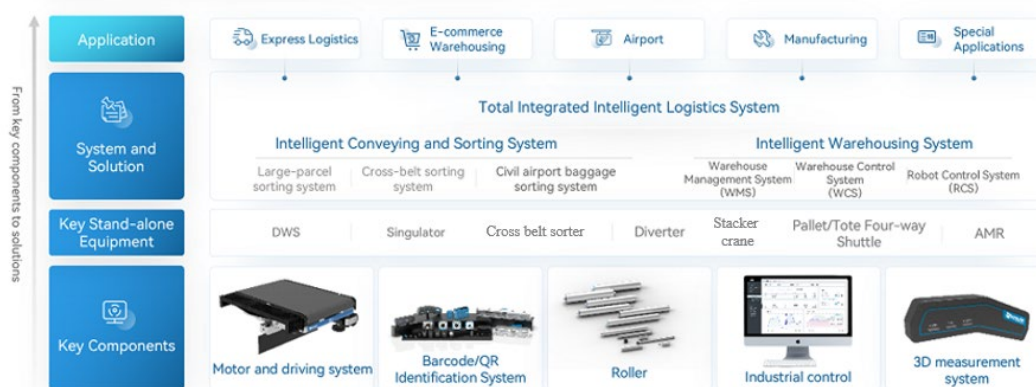 Application
Express Logistics
E-commerce
Warehousing
Airport
Manufacturing
Special
Applications
From key components to solutions
System and
Solution
Total Integrated Intelligent Logistics System
Intelligent Conveying and Sorting System
Large-parcel
sorting system
Cross-belt sorting
system
Civil airport baggage
sorting system
Intelligent Warehousing System
Warehouse
Management System
(WMS)
Warehouse Control
System
(WCS)
Robot Control System
(RCS)
Key Stand-alone
Equipment
DWS
Singulator
Cross belt sorter
Diverter
Stacker
crane
Pallet/Tote Four-way
Shuttle
AMR
Key Components
Motor and driving system
Barcode/QR
Identification System
Roller
Industrial control
3D measurement
system